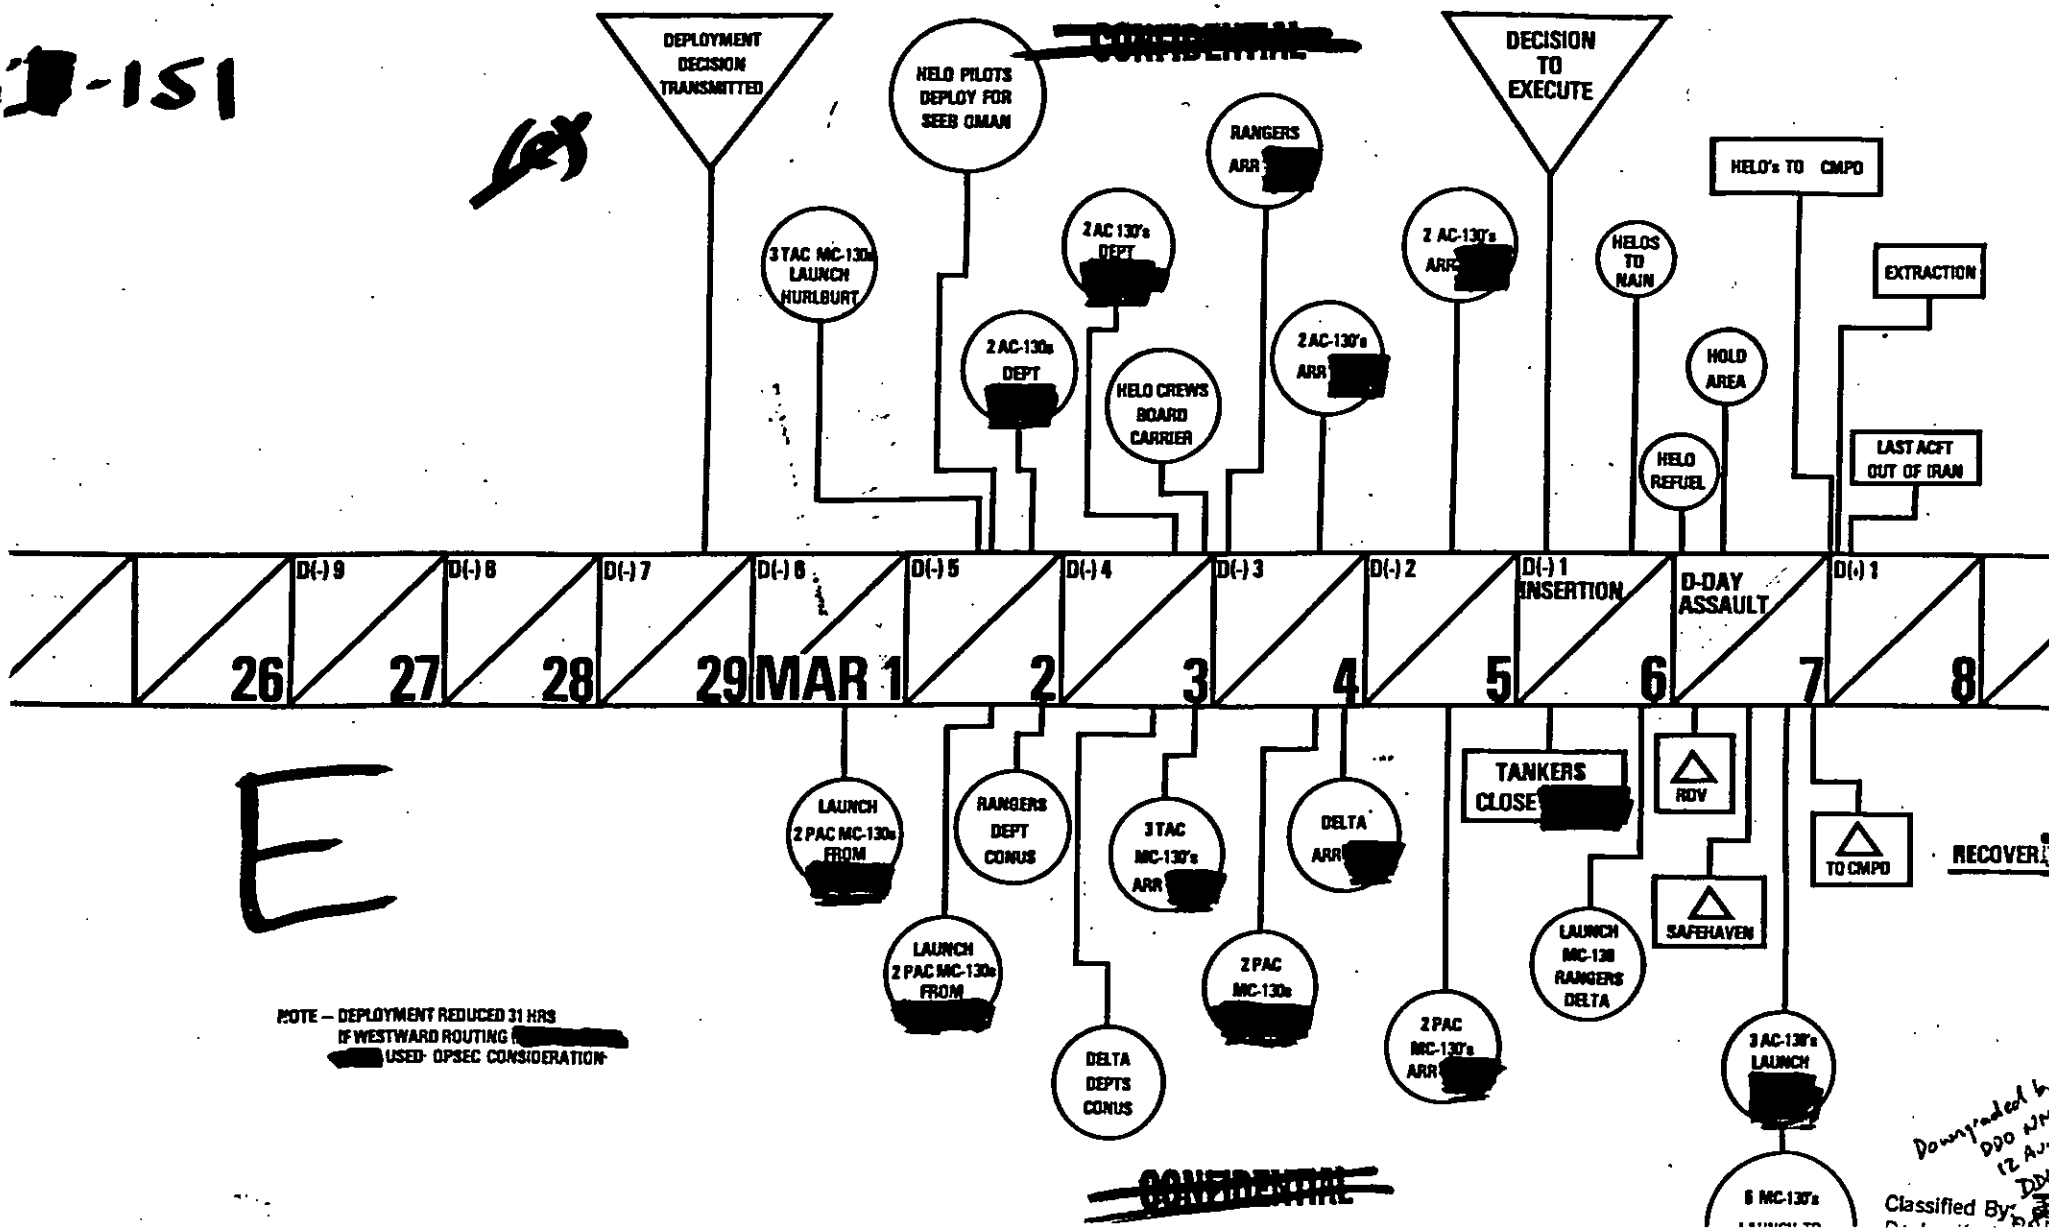 -151
CONFIDENTIAL
DEPLOYMENT
DECISION
TRANSMITTED
HELO PILOTS
DEPLOY FOR
SEEB OMAN
DECISION
TO
EXECUTE
RANGERS
ARR
HELO's TO CMPD
3 TAC MC-130s
LAUNCH
HURLBURT
2 AC 130's
DEPT
2 AC-130's
ARR
HELOS
TO
NAIN
EXTRACTION
2 AC-130s
DEPT
HELO CREWS
BOARD
CARRIER
2 AC-130's
ARR
HOLD
AREA
HELO
REFUEL
LAST ACFT
OUT OF IRAN
D(-) 9
D(-) 8
D(-) 7
D(-) 6
D(-) 5
D(-) 4
D(-) 3
D(-) 2
D(-) 1
INSERTION
D-DAY
ASSAULT
D(+) 1
26
27
28
29
MAR 1
2
3
4
5
6
7
8
E
LAUNCH
2 PAC MC-130s
FROM
RANGERS
DEPT
CONUS
3 TAC
MC-130's
ARR
DELTA
ARR
TANKERS
CLOSE
RDV
TO CMPD
RECOVER
SAFEHAVEN
LAUNCH
2 PAC MC-130s
FROM
2 PAC
MC-130s
LAUNCH
MC-130
RANGERS
DELTA
NOTE – DEPLOYMENT REDUCED 31 HRS
IF WESTWARD ROUTING
USED- OPSEC CONSIDERATION
DELTA
DEPTS
CONUS
2 PAC
MC-130's
ARR
3 AC-130's
LAUNCH
Downgraded
DDO
12
6 MC-130's
LAUNCH TO
Classified By:
CONFIDENTIAL